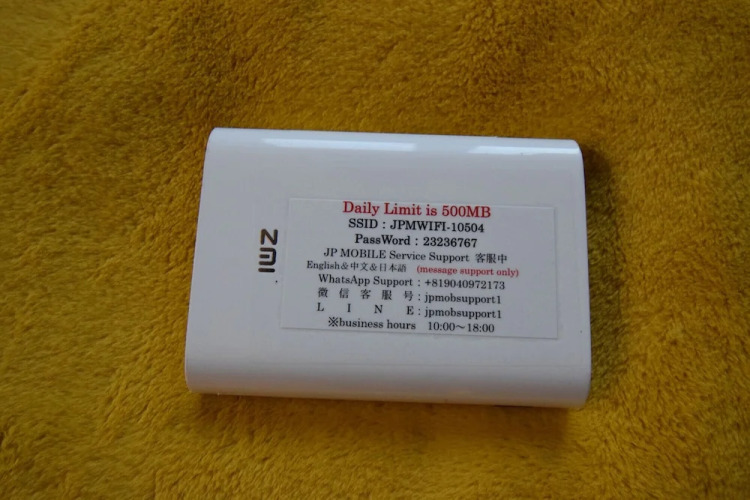 ZMI
Daily Limit is 500MB
SSID : JPMWIFI-10504
PassWord : 23236767
JP MOBILE Service Support 客服中
English&中文&日本語 (message support only)
WhatsApp Support : +819040972173
微 信 客 服 号 : jpmobsupport1
L I N E : jpmobsupport1
※business hours 10:00～18:00